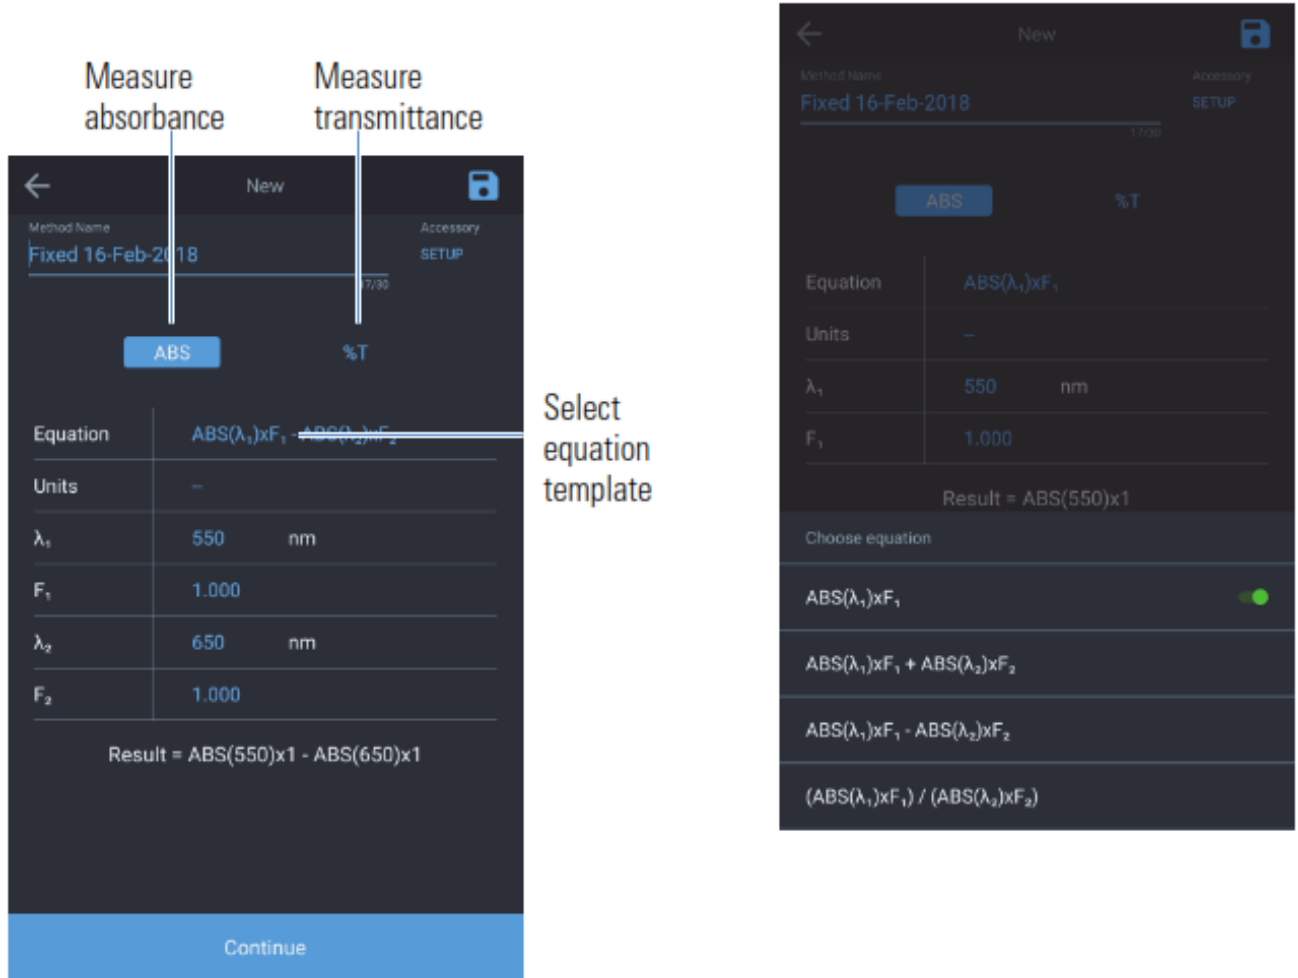 Measure
absorbance
Measure
transmittance
New
Method Name
Fixed 16-Feb-2018
17/30
Accessory
SETUP
ABS
%T
Equation
ABS(λ₁)xF₁ - ABS(λ₂)xF₂
Units
--
λ₁
550
nm
F₁
1.000
λ₂
650
nm
F₂
1.000
Result = ABS(550)x1 - ABS(650)x1
Continue
Select
equation
template
New
Method Name
Fixed 16-Feb-2018
17/30
Accessory
SETUP
ABS
%T
Equation
ABS(λ₁)xF₁
Units
--
λ₁
550
nm
F₁
1.000
Result = ABS(550)x1
Choose equation
ABS(λ₁)xF₁
ABS(λ₁)xF₁ + ABS(λ₂)xF₂
ABS(λ₁)xF₁ - ABS(λ₂)xF₂
(ABS(λ₁)xF₁) / (ABS(λ₂)xF₂)